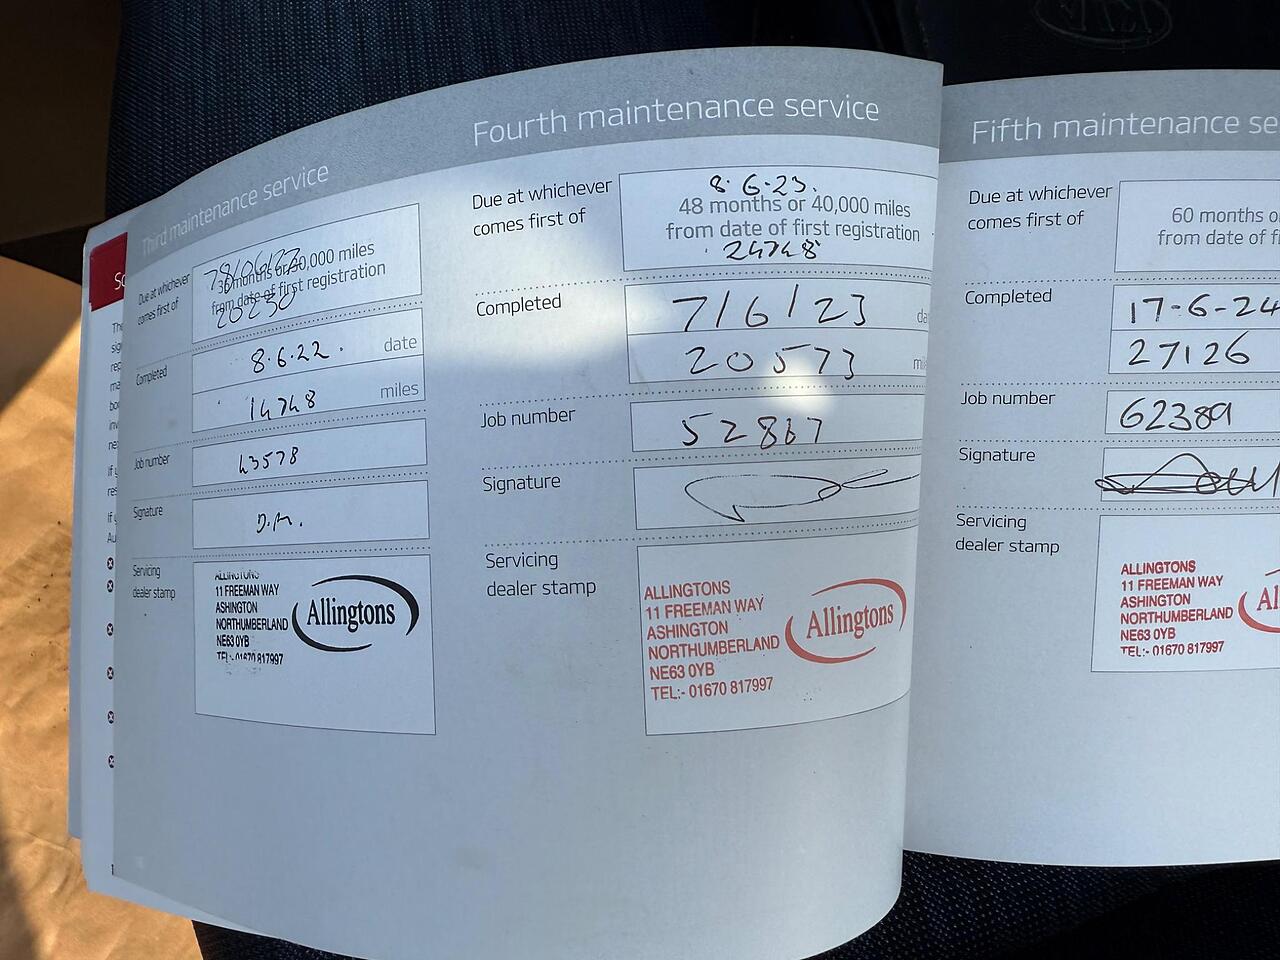 Third maintenance service
Due at whichever
comes first of
36 months or 30,000 miles
from date of first registration
20230
Completed
8.6.22. date
14748 miles
Job number
43578
Signature
D.M.
Servicing
dealer stamp
ALLINGTONS
11 FREEMAN WAY
ASHINGTON
NORTHUMBERLAND
NE63 0YB
TEL:- 01670 817997
Allingtons
Fourth maintenance service
Due at whichever
comes first of
8.6.23.
48 months or 40,000 miles
from date of first registration
24748
Completed
7/6/23
20573
Job number
52867
Signature
Servicing
dealer stamp
ALLINGTONS
11 FREEMAN WAY
ASHINGTON
NORTHUMBERLAND
NE63 0YB
TEL:- 01670 817997
Allingtons
Fifth maintenance se
Due at whichever
comes first of
60 months o
from date of fi
Completed
17-6-24
27126
Job number
62389
Signature
Servicing
dealer stamp
ALLINGTONS
11 FREEMAN WAY
ASHINGTON
NORTHUMBERLAND
NE63 0YB
TEL:- 01670 817997
Al